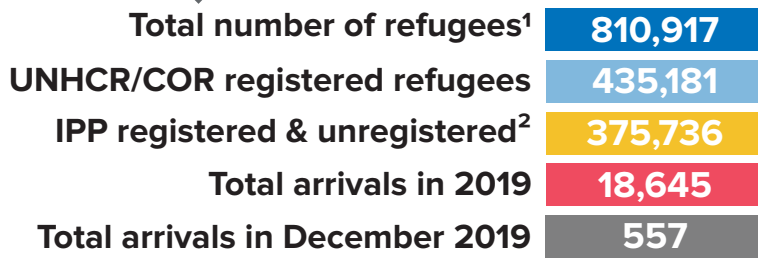 Total number of refugees¹ 810,917
UNHCR/COR registered refugees 435,181
IPP registered & unregistered² 375,736
Total arrivals in 2019 18,645
Total arrivals in December 2019 557